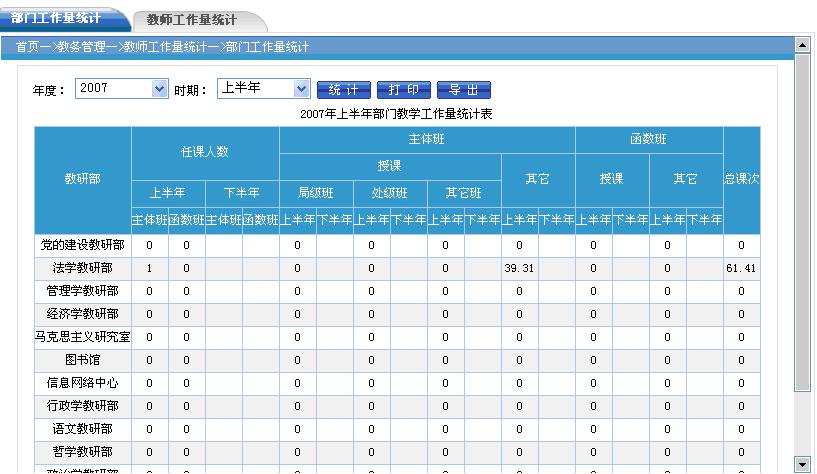 部门工作量统计 教师工作量统计
首页—>教务管理—>教师工作量统计—>部门工作量统计
年度： 2007 时期： 上半年 统 计 打 印 导 出
2007年上半年部门教学工作量统计表
教研部 任课人数 主体班 函数班 总课次
授课 其它 授课 其它
上半年 下半年 局级班 处级班 其它班
主体班 函数班 主体班 函数班 上半年 下半年 上半年 下半年 上半年 下半年 上半年 下半年 上半年 下半年 上半年 下半年
党的建设教研部 0 0 0 0 0 0 0 0 0
法学教研部 1 0 0 0 0 39.31 0 0 61.41
管理学教研部 0 0 0 0 0 0 0 0 0
经济学教研部 0 0 0 0 0 0 0 0 0
马克思主义研究室 0 0 0 0 0 0 0 0 0
图书馆 0 0 0 0 0 0 0 0 0
信息网络中心 0 0 0 0 0 0 0 0 0
行政学教研部 0 0 0 0 0 0 0 0 0
语文教研部 0 0 0 0 0 0 0 0 0
哲学教研部 0 0 0 0 0 0 0 0 0